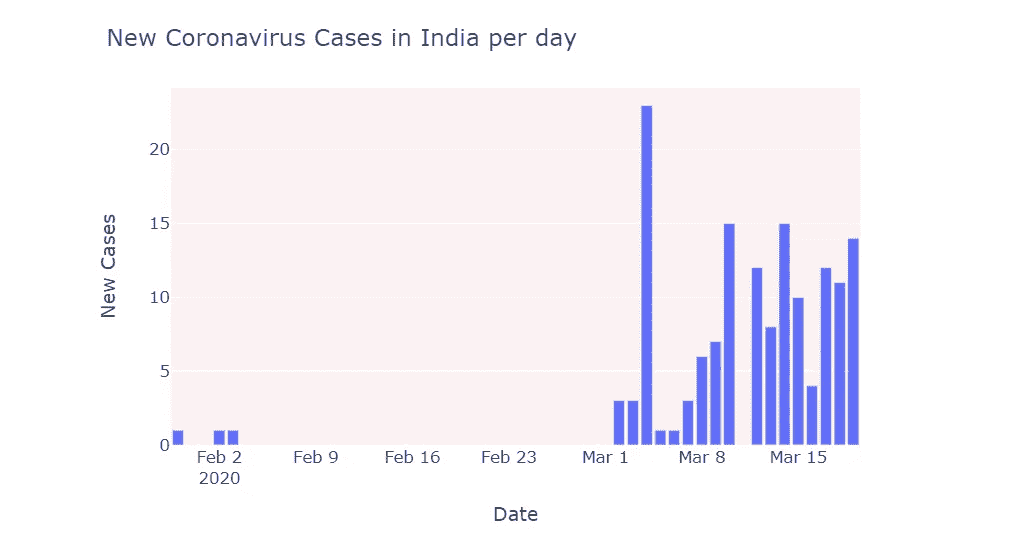 New Coronavirus Cases in India per day
20
15
10
5
0
New Cases
Feb 2 Feb 9 Feb 16 Feb 23 Mar 1 Mar 8 Mar 15
2020
Date